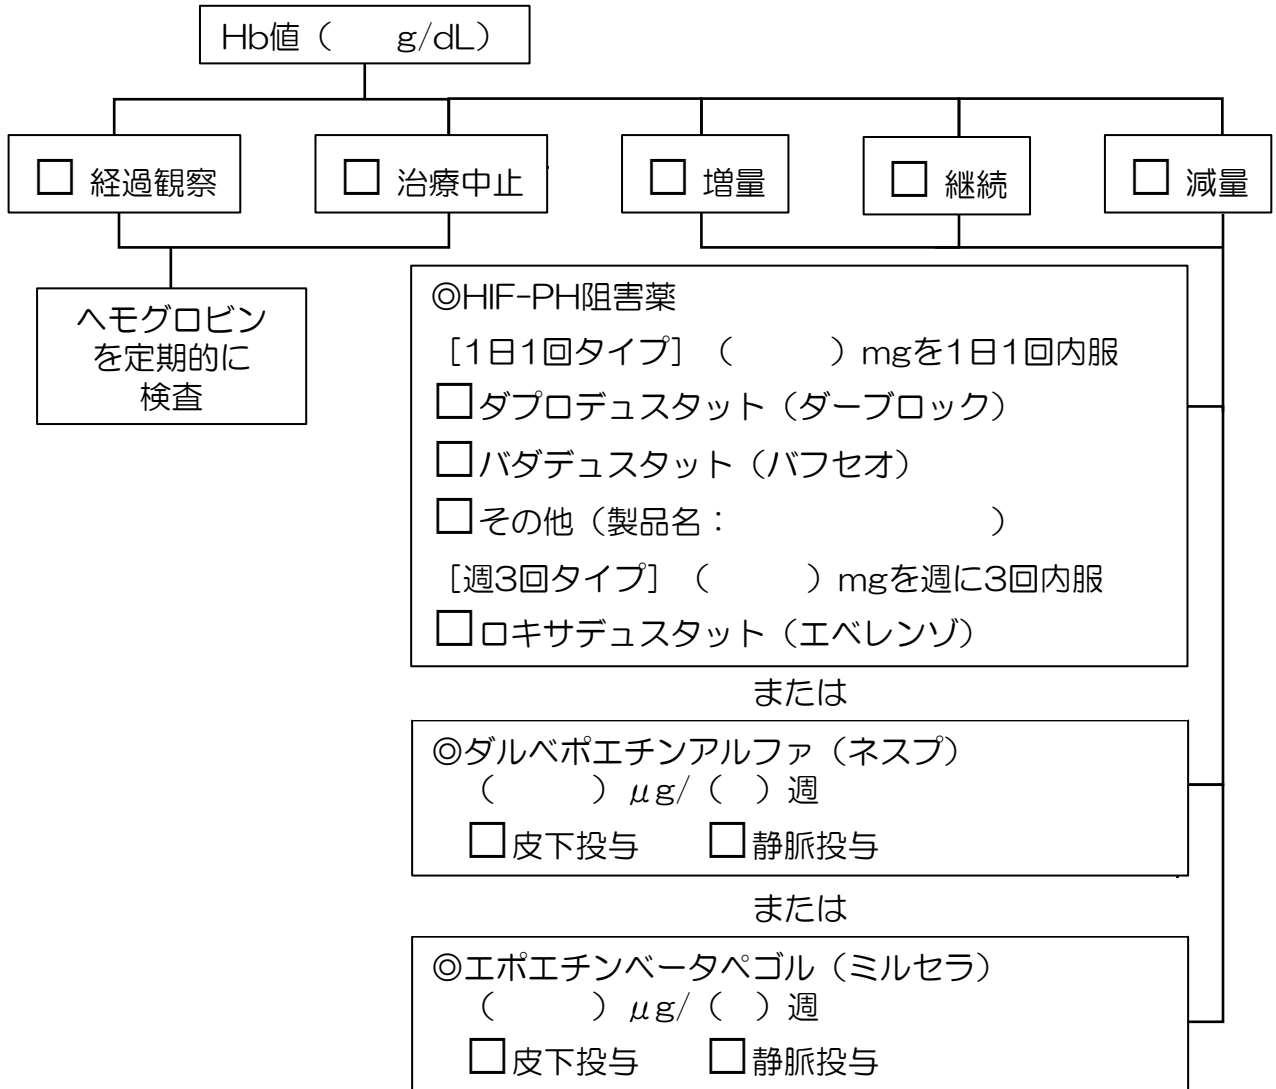 Hb値（　　g/dL）
□ 経過観察
□ 治療中止
□ 増量
□ 継続
□ 減量
ヘモグロビン
を定期的に
検査
◎HIF-PH阻害薬
［1日1回タイプ］（　　　）mgを1日1回内服
□ダプロデュスタット（ダーブロック）
□バダデュスタット（バフセオ）
□その他（製品名：　　　　　　　　）
［週3回タイプ］（　　　）mgを週に3回内服
□ロキサデュスタット（エベレンゾ）
または
◎ダルベポエチンアルファ（ネスプ）
（　　　）μg/（　）週
□皮下投与　□静脈投与
または
◎エポエチンベータペゴル（ミルセラ）
（　　　）μg/（　）週
□皮下投与　□静脈投与